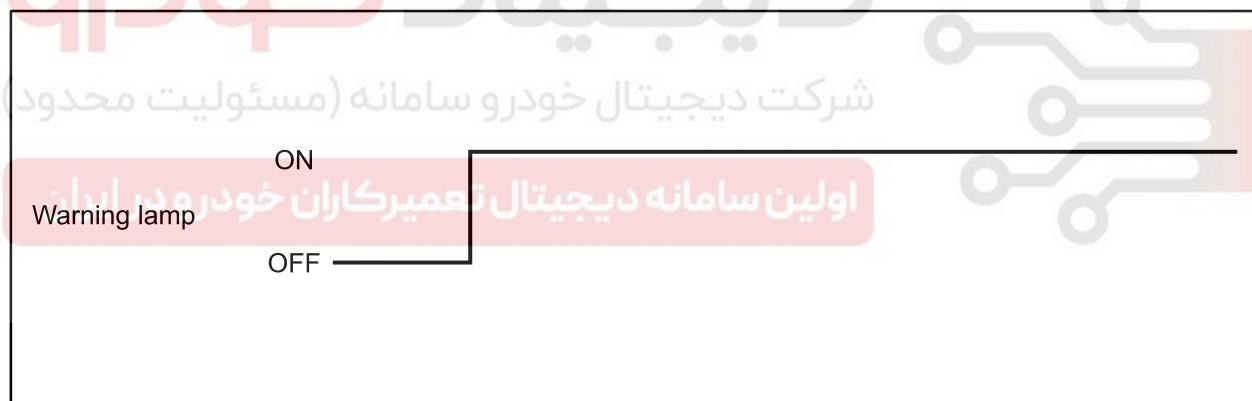 شرکت دیجیتال خودرو سامانه (مسئولیت محدود)
ON
اولین سامانه دیجیتال تعمیرکاران خودرو در ایران
Warning lamp
OFF